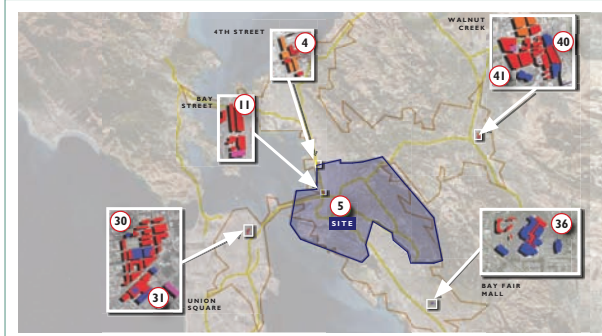 4TH STREET
4
WALNUT
CREEK
40
41
BAY
STREET
11
5
SITE
30
31
UNION
SQUARE
36
BAY FAIR
MALL